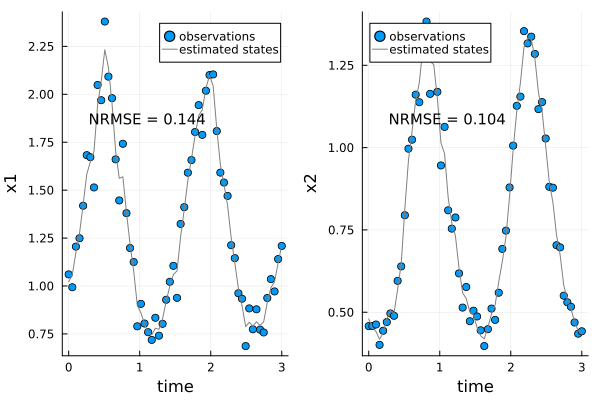 observations
estimated states
NRMSE = 0.144
x1
2.25
2.00
1.75
1.50
1.25
1.00
0.75
0
1
2
3
time
observations
estimated states
NRMSE = 0.104
x2
1.25
1.00
0.75
0.50
0
1
2
3
time